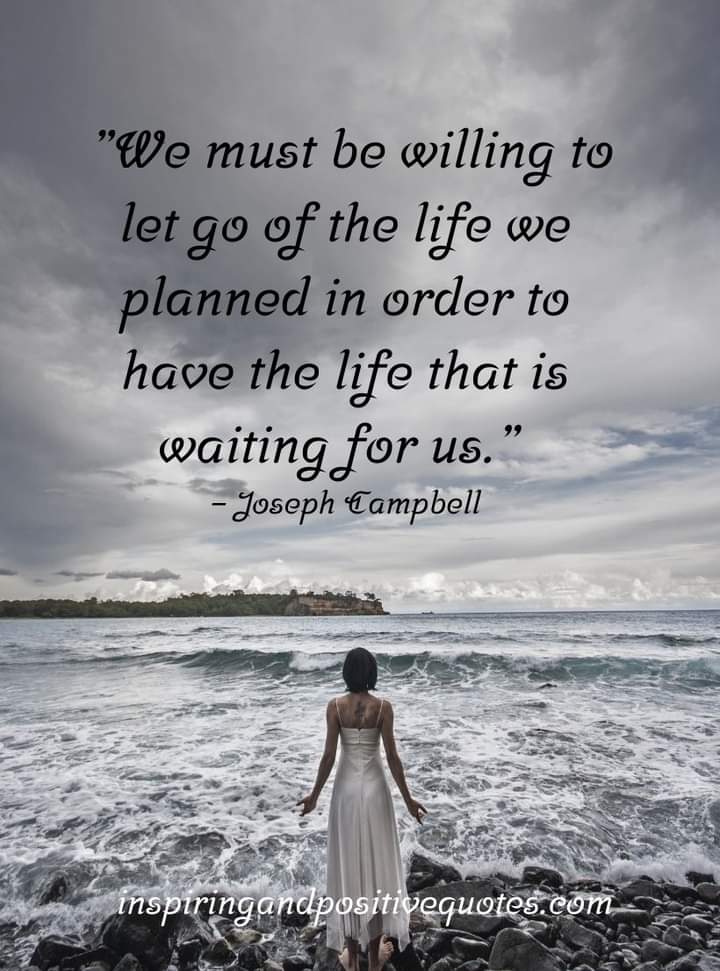 "We must be willing to
let go of the life we
planned in order to
have the life that is
waiting for us."
- Joseph Campbell
inspiringandpositivequotes.com